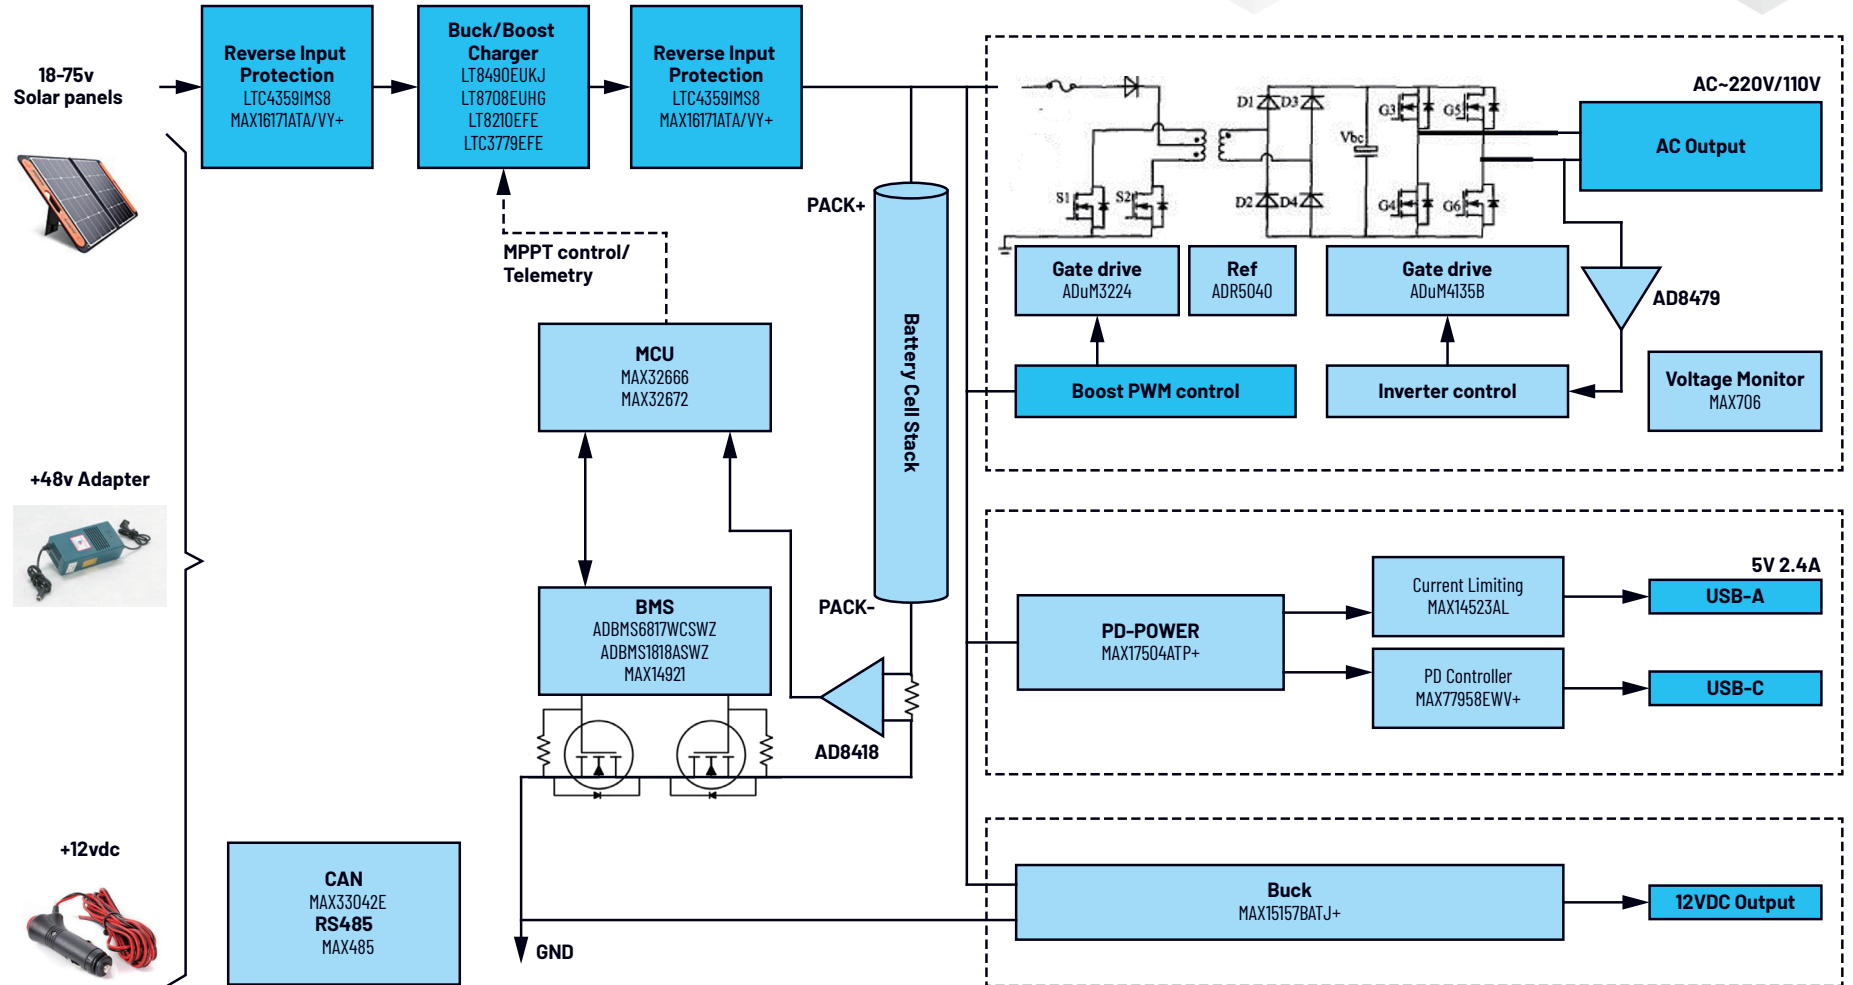 18-75v
Solar panels
Reverse Input
Protection
LTC4359IMS8
MAX16171ATA/VY+
Buck/Boost
Charger
LT8490EUKJ
LT8708EUHG
LT8210EFE
LTC3779EFE
Reverse Input
Protection
LTC4359IMS8
MAX16171ATA/VY+
MPPT control/
Telemetry
PACK+
Battery Cell Stack
PACK-
MCU
MAX32666
MAX32672
+48v Adapter
BMS
ADBMS6817WCSWZ
ADBMS1818ASWZ
MAX14921
AD8418
+12vdc
CAN
MAX33042E
RS485
MAX485
GND
AC~220V/110V
AC Output
D1
D3
Vbc
G3
G5
S1
S2
D2
D4
G4
G6
Gate drive
ADuM3224
Ref
ADR5040
Gate drive
ADuM4135B
AD8479
Boost PWM control
Inverter control
Voltage Monitor
MAX706
PD-POWER
MAX17504ATP+
Current Limiting
MAX14523AL
5V 2.4A
USB-A
PD Controller
MAX77958EWV+
USB-C
Buck
MAX15157BATJ+
12VDC Output